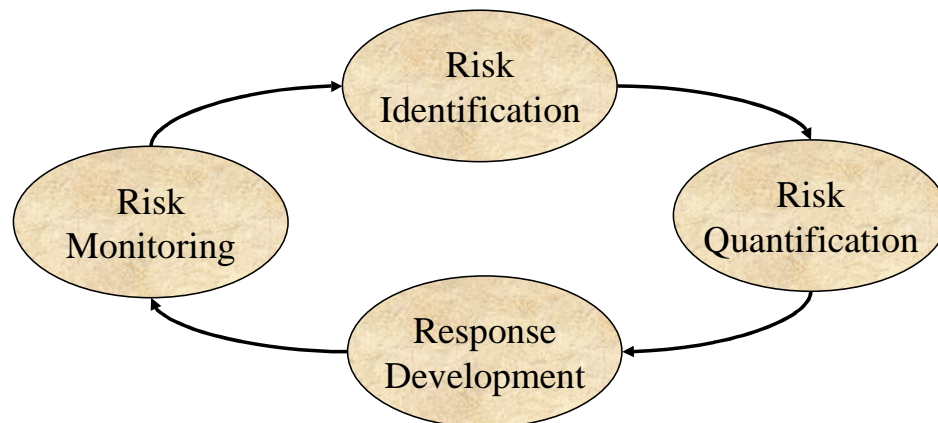 Risk
Identification
Risk
Quantification
Response
Development
Risk
Monitoring